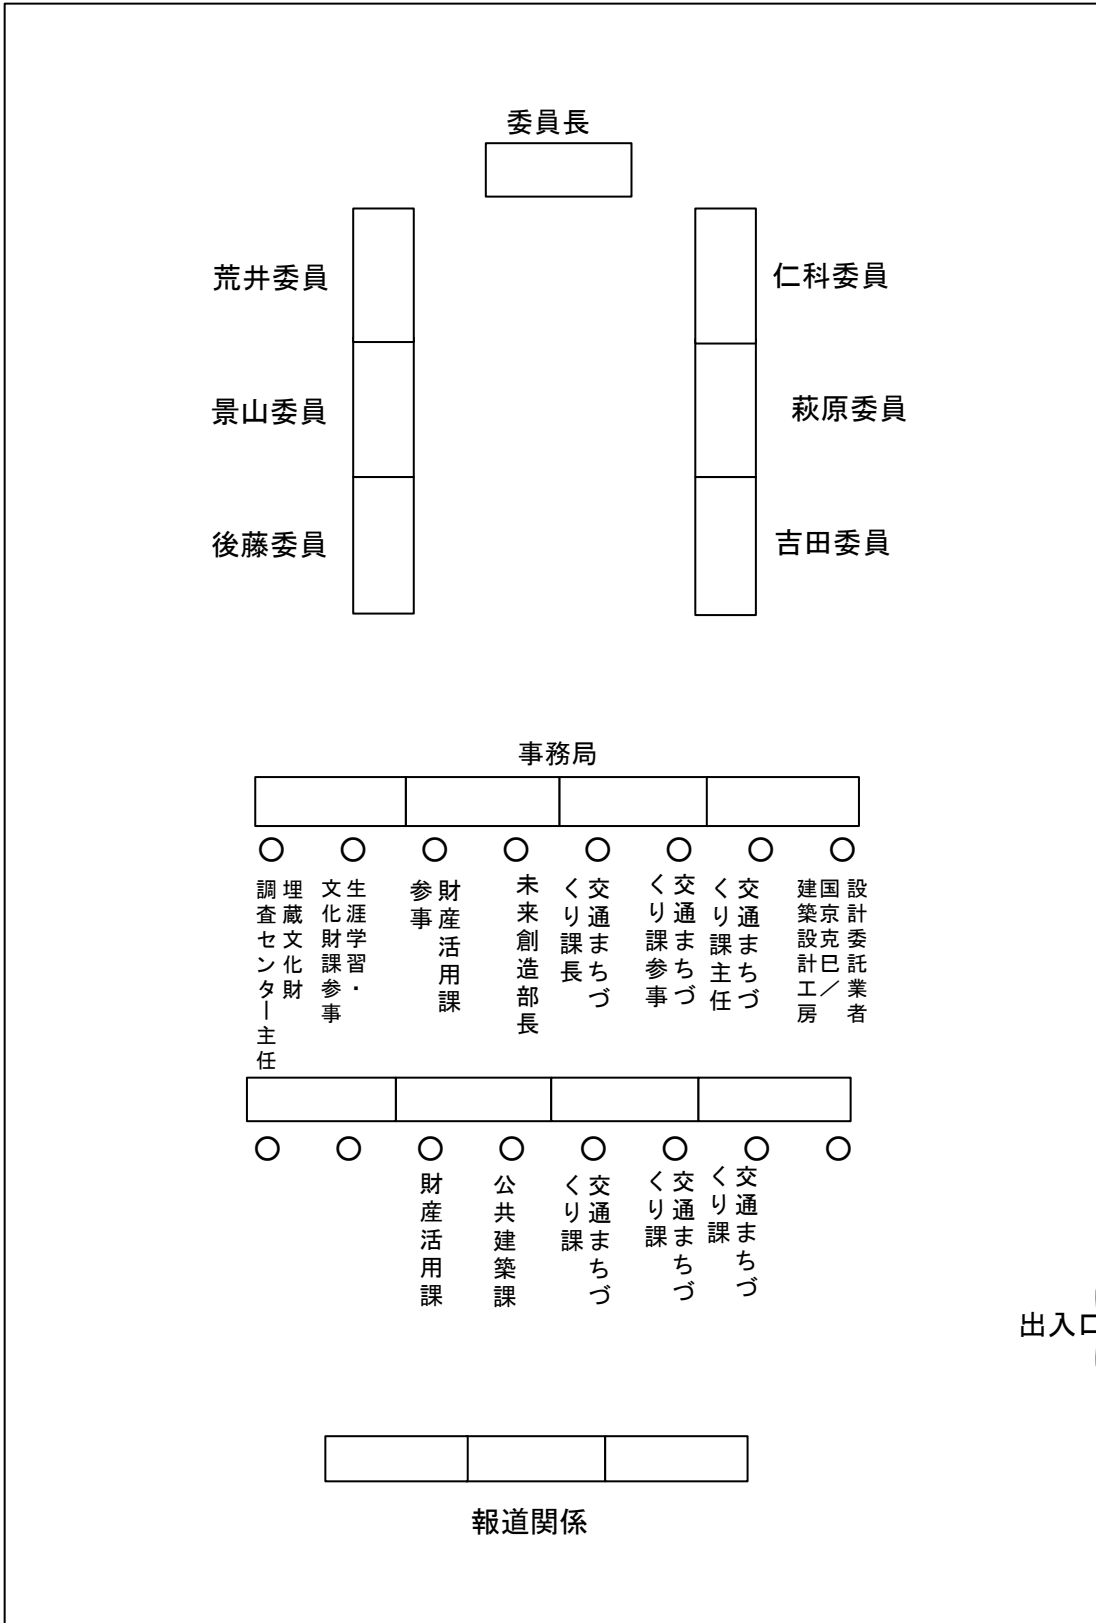 委員長
荒井委員
仁科委員
景山委員
萩原委員
後藤委員
吉田委員
事務局
埋蔵文化財
調査センター主任
生涯学習・
文化財課参事
財産活用課
参事
未来創造部長
交通まちづ
くり課長
交通まちづ
くり課参事
交通まちづ
くり課主任
設計委託業者
国京克巳／
建築設計工房
財産活用課
公共建築課
交通まちづ
くり課
交通まちづ
くり課
交通まちづ
くり課
出入口
報道関係